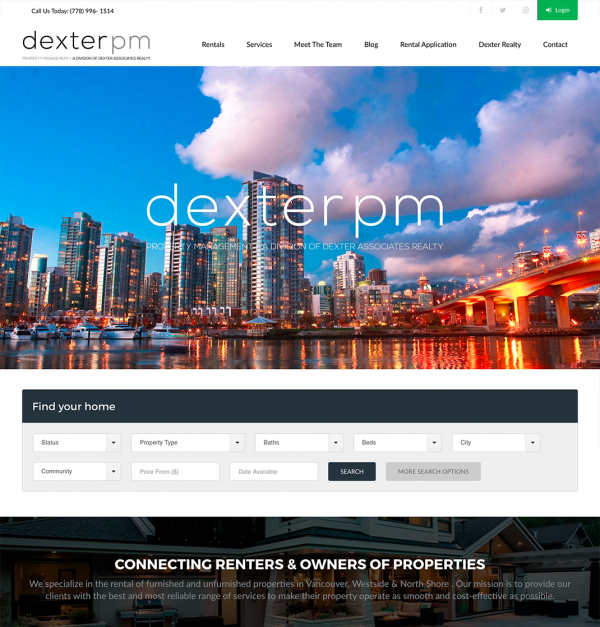 Call Us Today: (778) 996- 1514
Login
dexterpm
PROPERTY MANAGEMENT | A DIVISION OF DEXTER ASSOCIATES REALTY
Rentals Services Meet The Team Blog Rental Application Dexter Realty Contact
dexterpm
PROPERTY MANAGEMENT | A DIVISION OF DEXTER ASSOCIATES REALTY
Find your home
Status Property Type Baths Beds City
Community Price From ($) Date Available SEARCH MORE SEARCH OPTIONS
CONNECTING RENTERS & OWNERS OF PROPERTIES
We specialize in the rental of furnished and unfurnished properties in Vancouver, Westside & North Shore . Our mission is to provide our
clients with the best and most reliable range of services to make their property operate as smooth and cost-effective as possible.